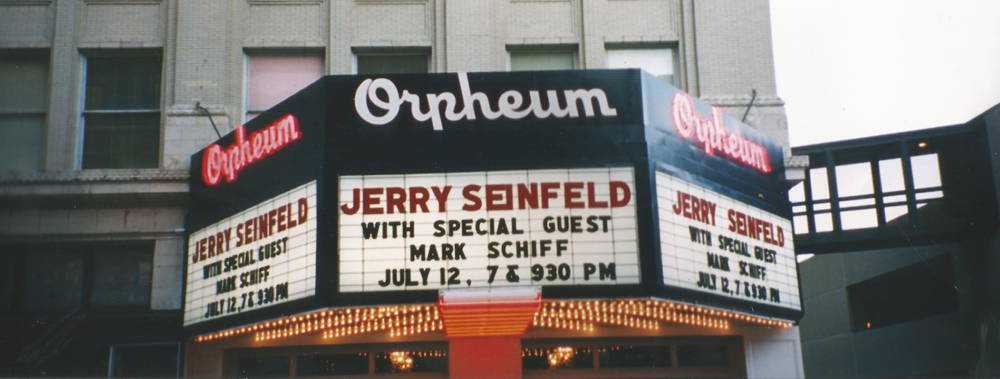 Orpheum
JERRY SEINFELD
WITH SPECIAL GUEST
MARK SCHIFF
JULY 12, 7 & 930 PM
Orpheum
JERRY SEINFELD
WITH SPECIAL GUEST
MARK SCHIFF
JULY 12, 7 & 930 PM
Orpheum
JERRY SEINFELD
WITH SPECIAL GUEST
MARK SCHIFF
JULY 12, 7 & 930 PM